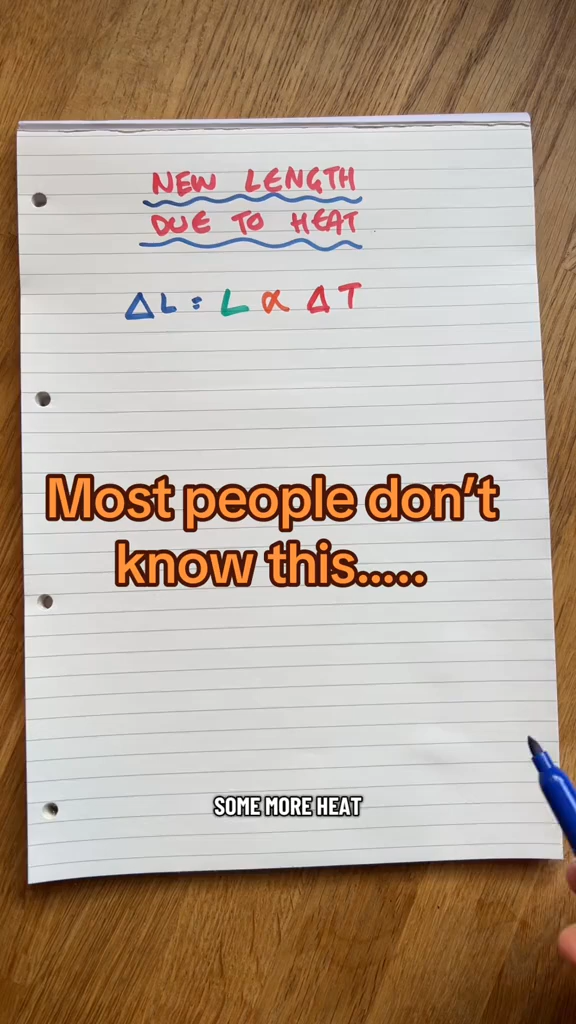 NEW LENGTH
DUE TO HEAT
ΔL = L α ΔT
Most people don't
know this.....
SOME MORE HEAT